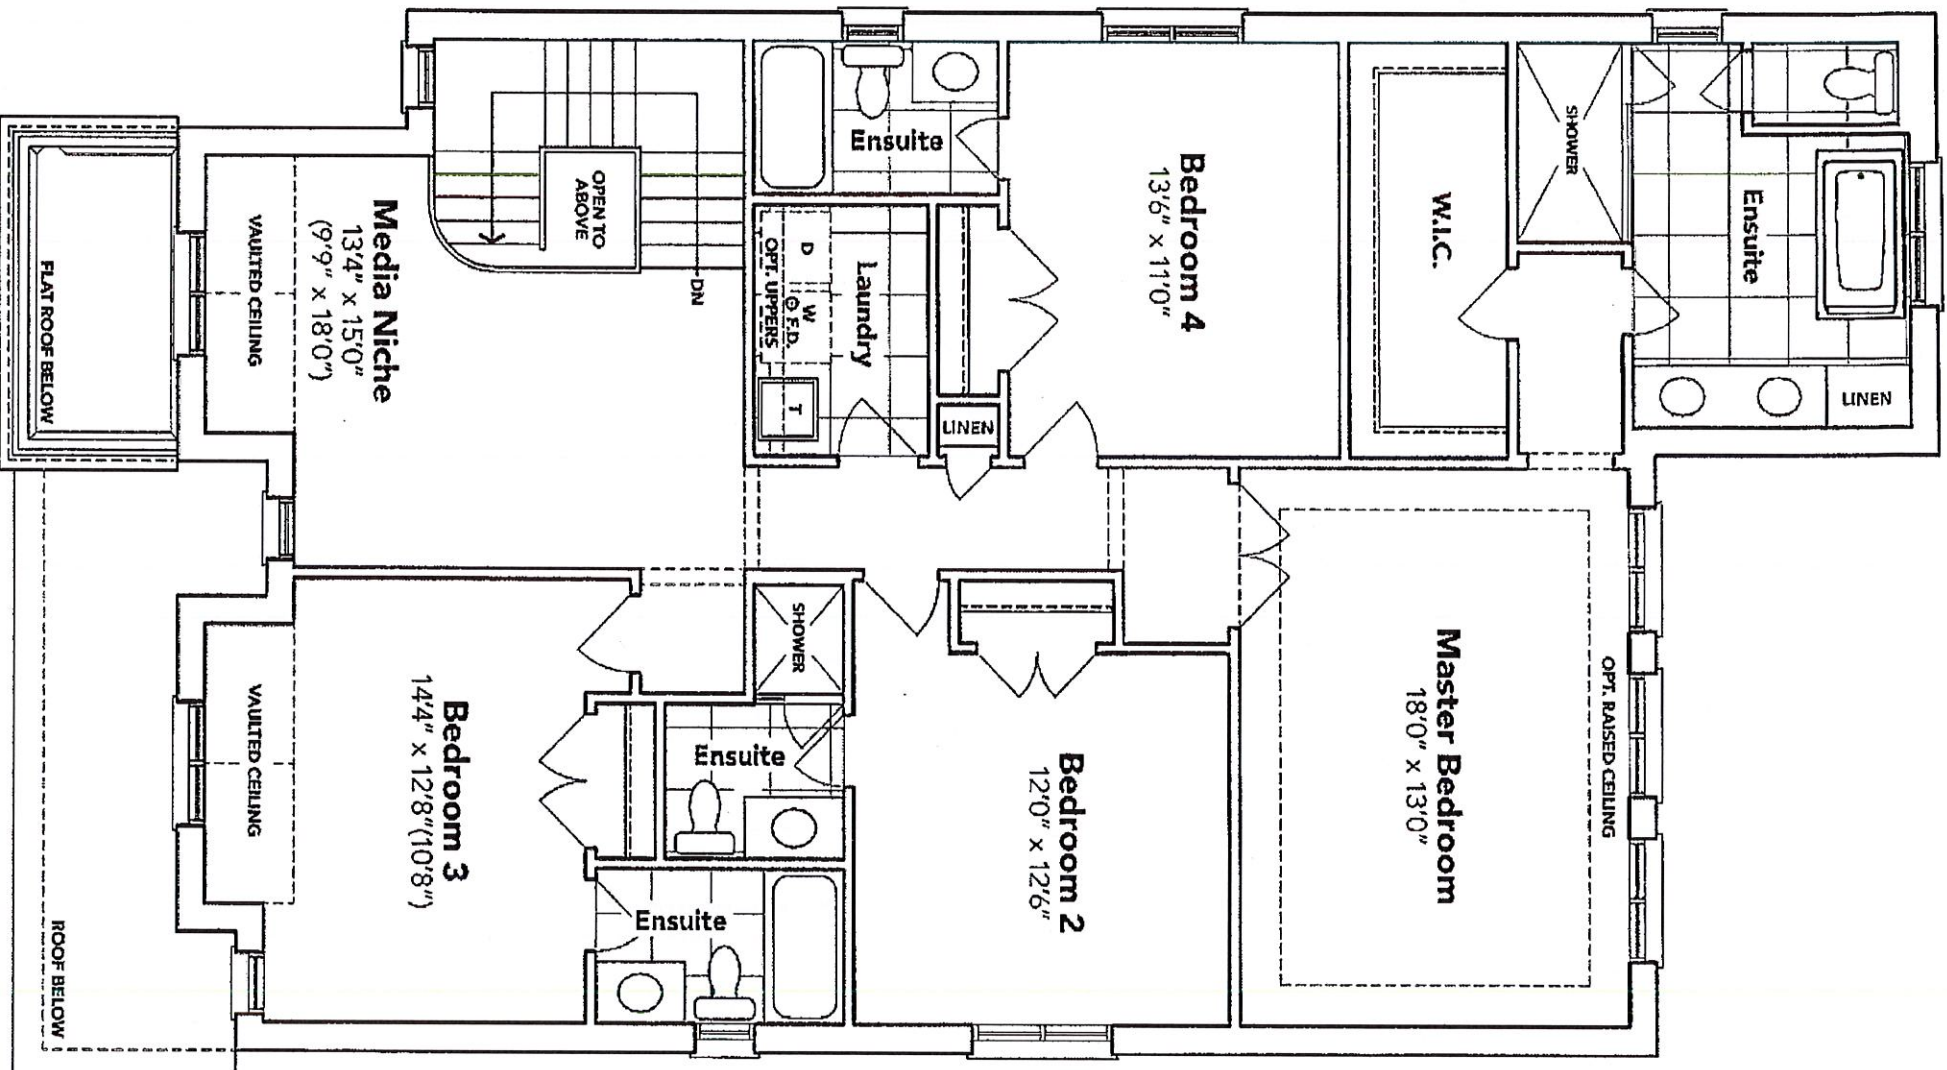 SHOWER
Ensuite
LINEN
W.I.C.
Bedroom 4
13'6" x 11'0"
Ensuite
Laundry
D
W
F.D.
OPT. UPPERS
T
LINEN
OPEN TO
ABOVE
DN
Media Niche
13'4" x 15'0"
(9'9" x 18'0")
VAULTED CEILING
FLAT ROOF BELOW
OPT. RAISED CEILING
Master Bedroom
18'0" x 13'0"
Bedroom 2
12'0" x 12'6"
SHOWER
Ensuite
Ensuite
Bedroom 3
14'4" x 12'8"(10'8")
VAULTED CEILING
ROOF BELOW